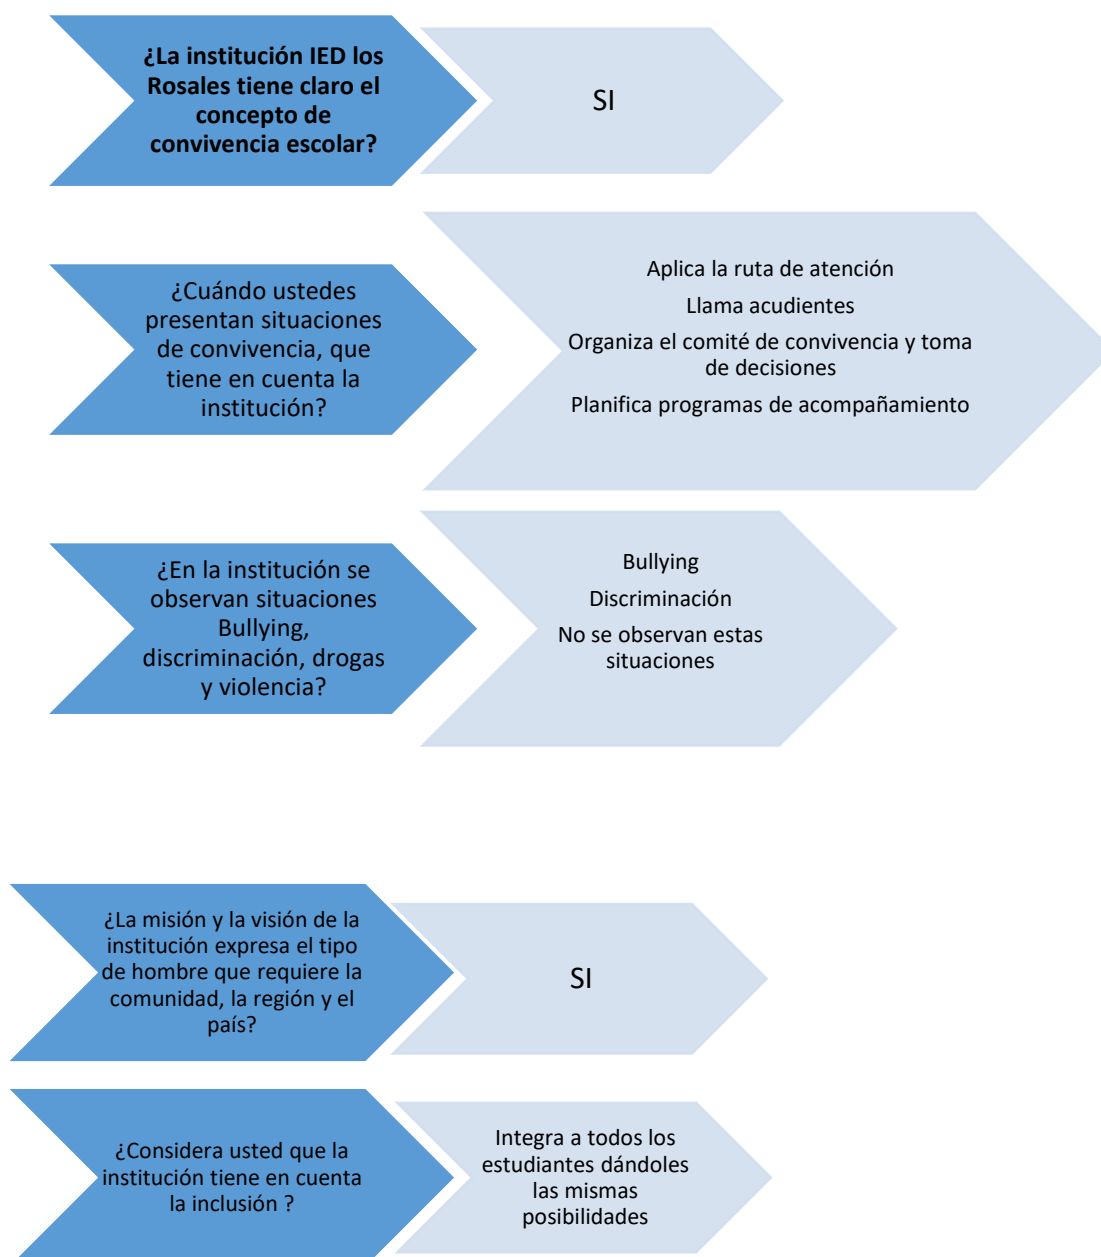 ¿La institución IED los
Rosales tiene claro el
concepto de
convivencia escolar?
SI
¿Cuándo ustedes
presentan situaciones
de convivencia, que
tiene en cuenta la
institución?
Aplica la ruta de atención
Llama acudientes
Organiza el comité de convivencia y toma
de decisiones
Planifica programas de acompañamiento
¿En la institución se
observan situaciones
Bullying,
discriminación, drogas
y violencia?
Bullying
Discriminación
No se observan estas
situaciones
¿La misión y la visión de la
institución expresa el tipo
de hombre que requiere la
comunidad, la región y el
país?
SI
¿Considera usted que la
institución tiene en cuenta
la inclusión ?
Integra a todos los
estudiantes dándoles
las mismas
posibilidades